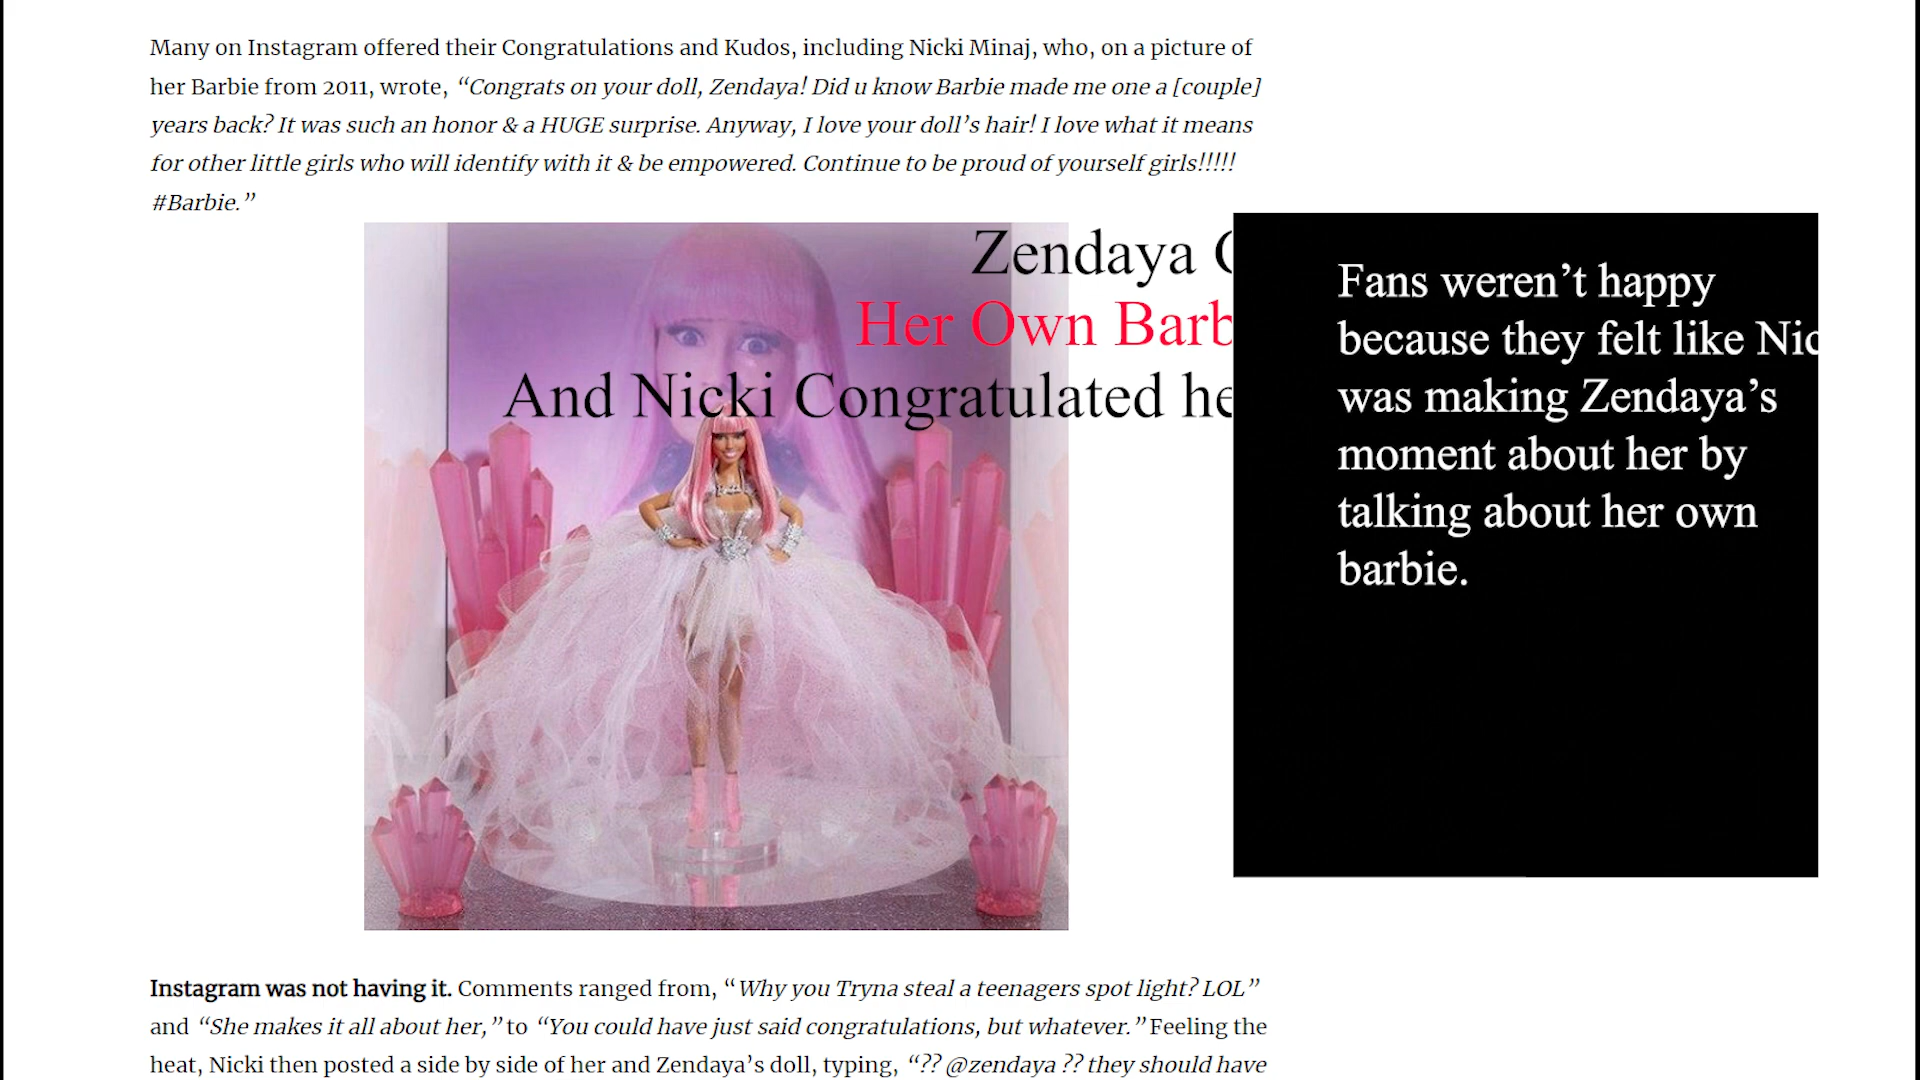 Many on Instagram offered their Congratulations and Kudos, including Nicki Minaj, who, on a picture of
her Barbie from 2011, wrote, “Congrats on your doll, Zendaya! Did u know Barbie made me one a [couple]
years back? It was such an honor & a HUGE surprise. Anyway, I love your doll’s hair! I love what it means
for other little girls who will identify with it & be empowered. Continue to be proud of yourself girls!!!!!
#Barbie.”
Zendaya
Her Own Barb
And Nicki Congratulated he
Fans weren’t happy
because they felt like Nic
was making Zendaya’s
moment about her by
talking about her own
barbie.
Instagram was not having it. Comments ranged from, “Why you Tryna steal a teenagers spot light? LOL”
and “She makes it all about her,” to “You could have just said congratulations, but whatever.” Feeling the
heat, Nicki then posted a side by side of her and Zendaya’s doll, typing, “?? @zendaya ?? they should have